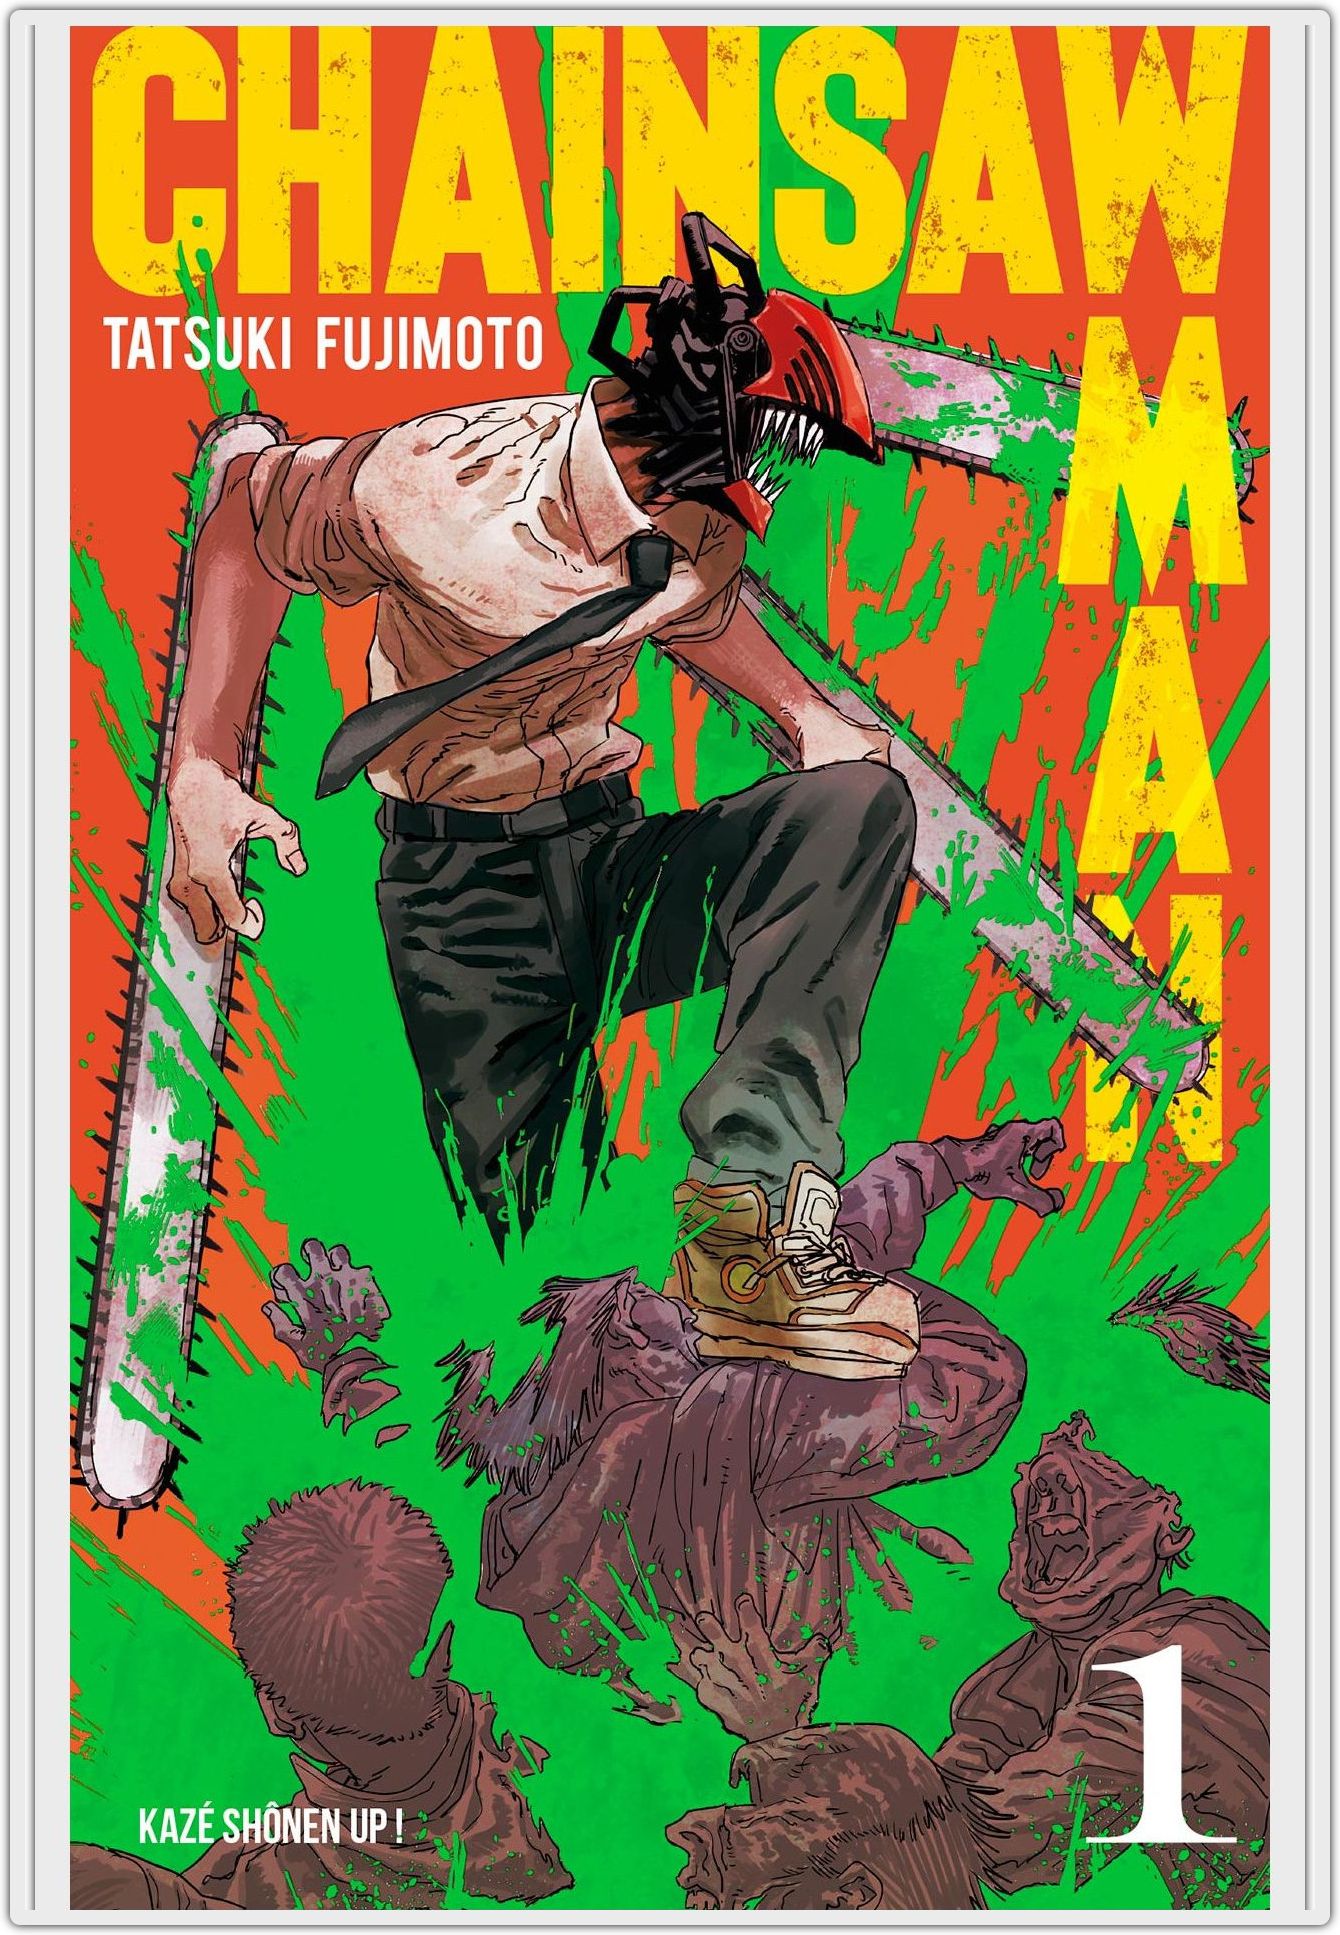 CHAINSAW
MAN
TATSUKI FUJIMOTO
1
KAZÉ SHÔNEN UP !